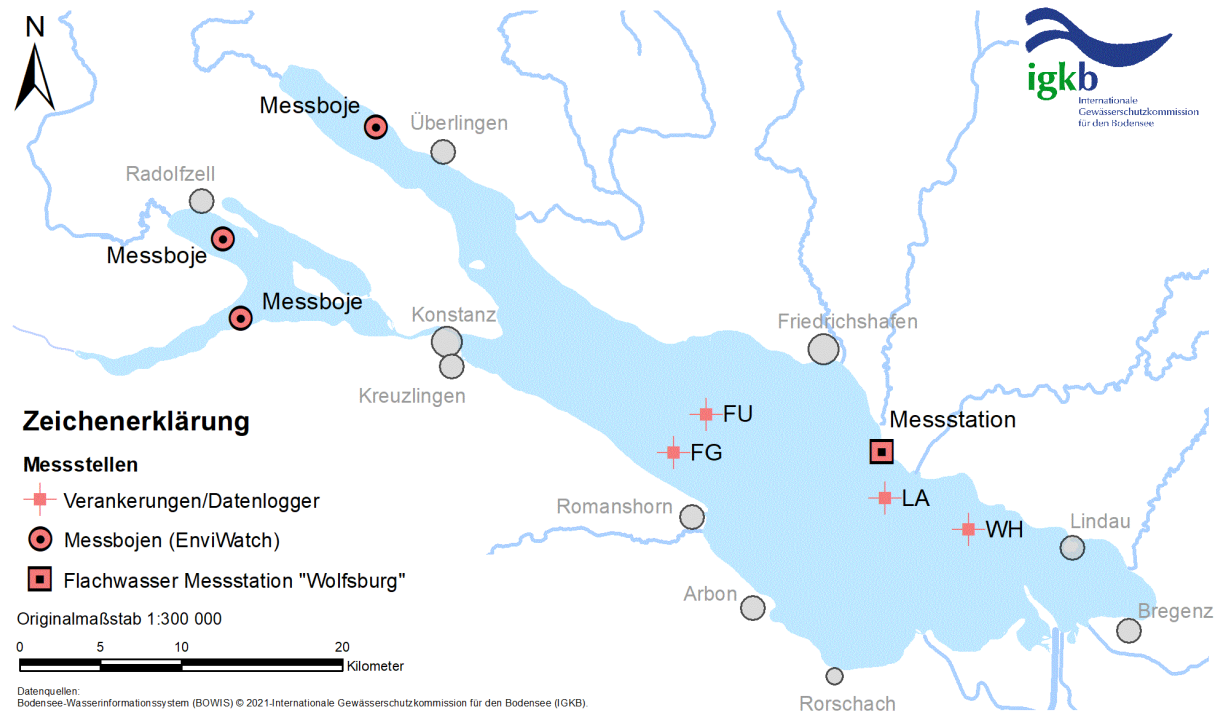 N
igkb
Internationale
Gewässerschutzkommission
für den Bodensee
Messboje
Überlingen
Radolfzell
Messboje
Messboje
Konstanz
Friedrichshafen
Kreuzlingen
FU
Messstation
FG
LA
Romanshorn
WH
Lindau
Arbon
Bregenz
Rorschach
Zeichenerklärung
Messstellen
Verankerungen/Datenlogger
Messbojen (EnviWatch)
Flachwasser Messstation "Wolfsburg"
Originalmaßstab 1:300 000
0 5 10 20
Kilometer
Datenquellen:
Bodensee-Wasserinformationssystem (BOWIS) © 2021-Internationale Gewässerschutzkommission für den Bodensee (IGKB).